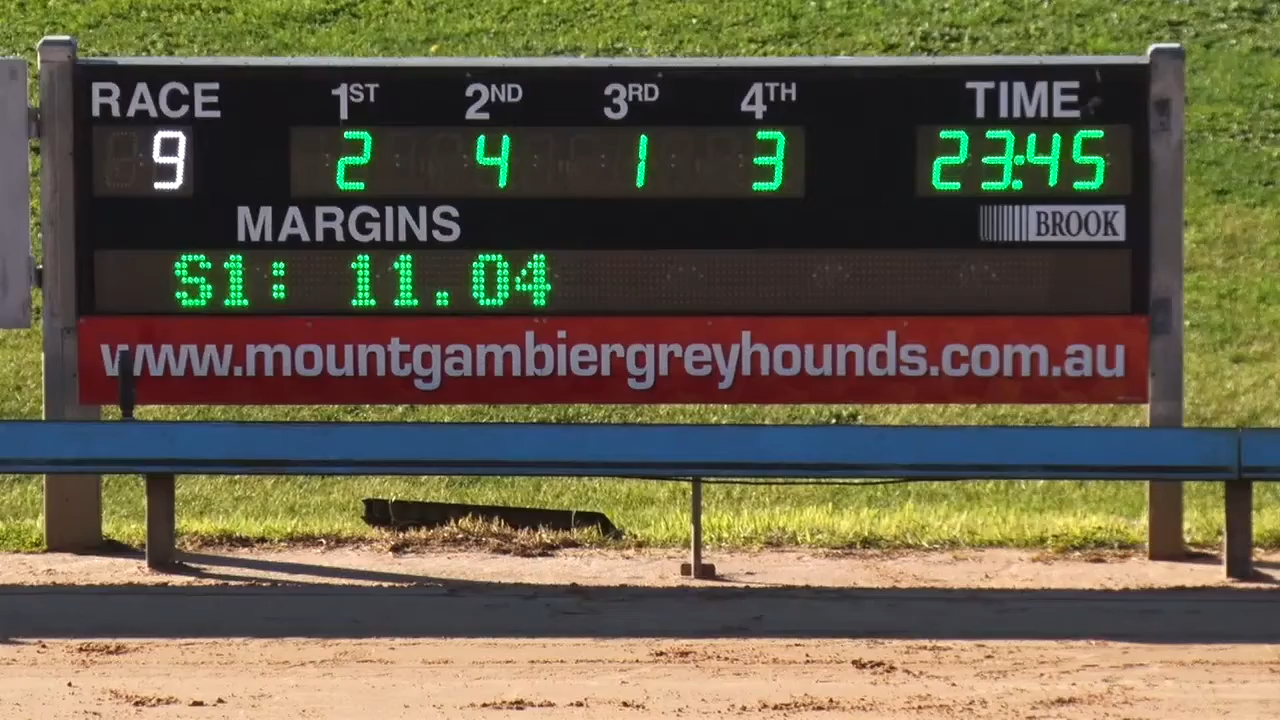 RACE 1ST 2ND 3RD 4TH TIME
9 2 4 1 3 23:45
MARGINS BROOK
S1: 11.04
www.mountgambiergreyhounds.com.au